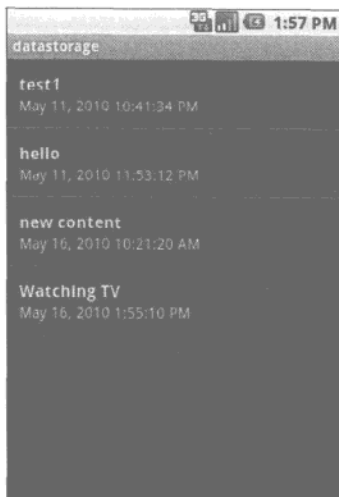 3G
1:57 PM
datastorage
test1
May 11, 2010 10:41:34 PM
hello
May 11, 2010 11:53:12 PM
new content
May 16, 2010 10:21:20 AM
Watching TV
May 16, 2010 1:55:10 PM